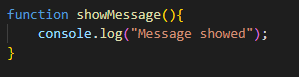 function showMessage(){
    console.log("Message showed");
}